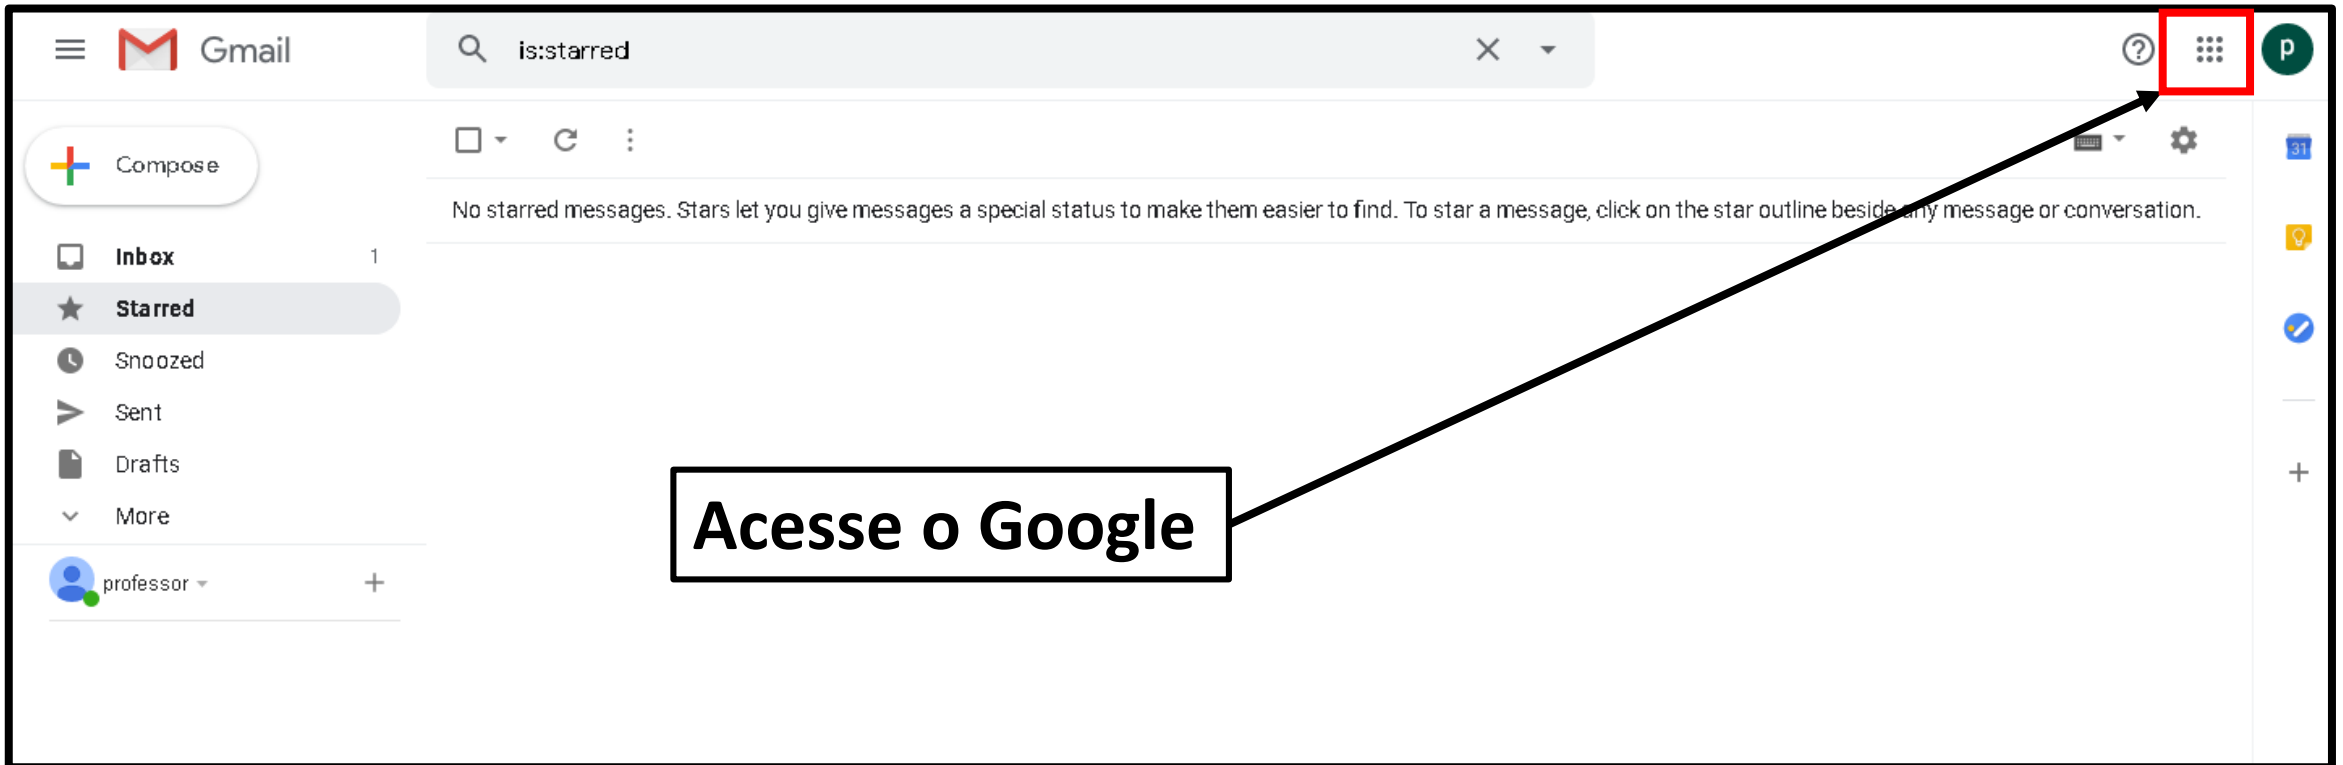 Gmail
is:starred
p
Compose
31
No starred messages. Stars let you give messages a special status to make them easier to find. To star a message, click on the star outline beside any message or conversation.
Inbox 1
Starred
Snoozed
Sent
Drafts
More
Acesse o Google
professor